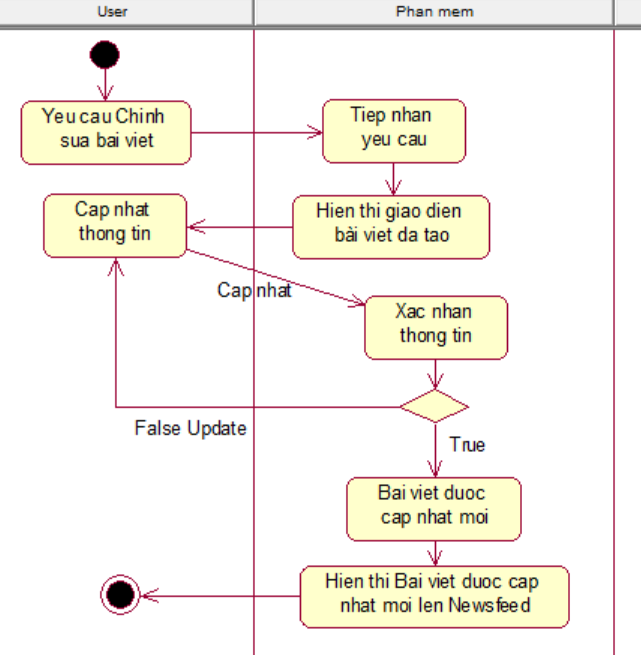 User
Phan mem
Yeu cau Chinh
sua bai viet
Tiep nhan
yeu cau
Cap nhat
thong tin
Hien thi giao dien
bài viet da tao
Cap nhat
Xac nhan
thong tin
False Update
True
Bai viet duoc
cap nhat moi
Hien thi Bai viet duoc cap
nhat moi len Newsfeed